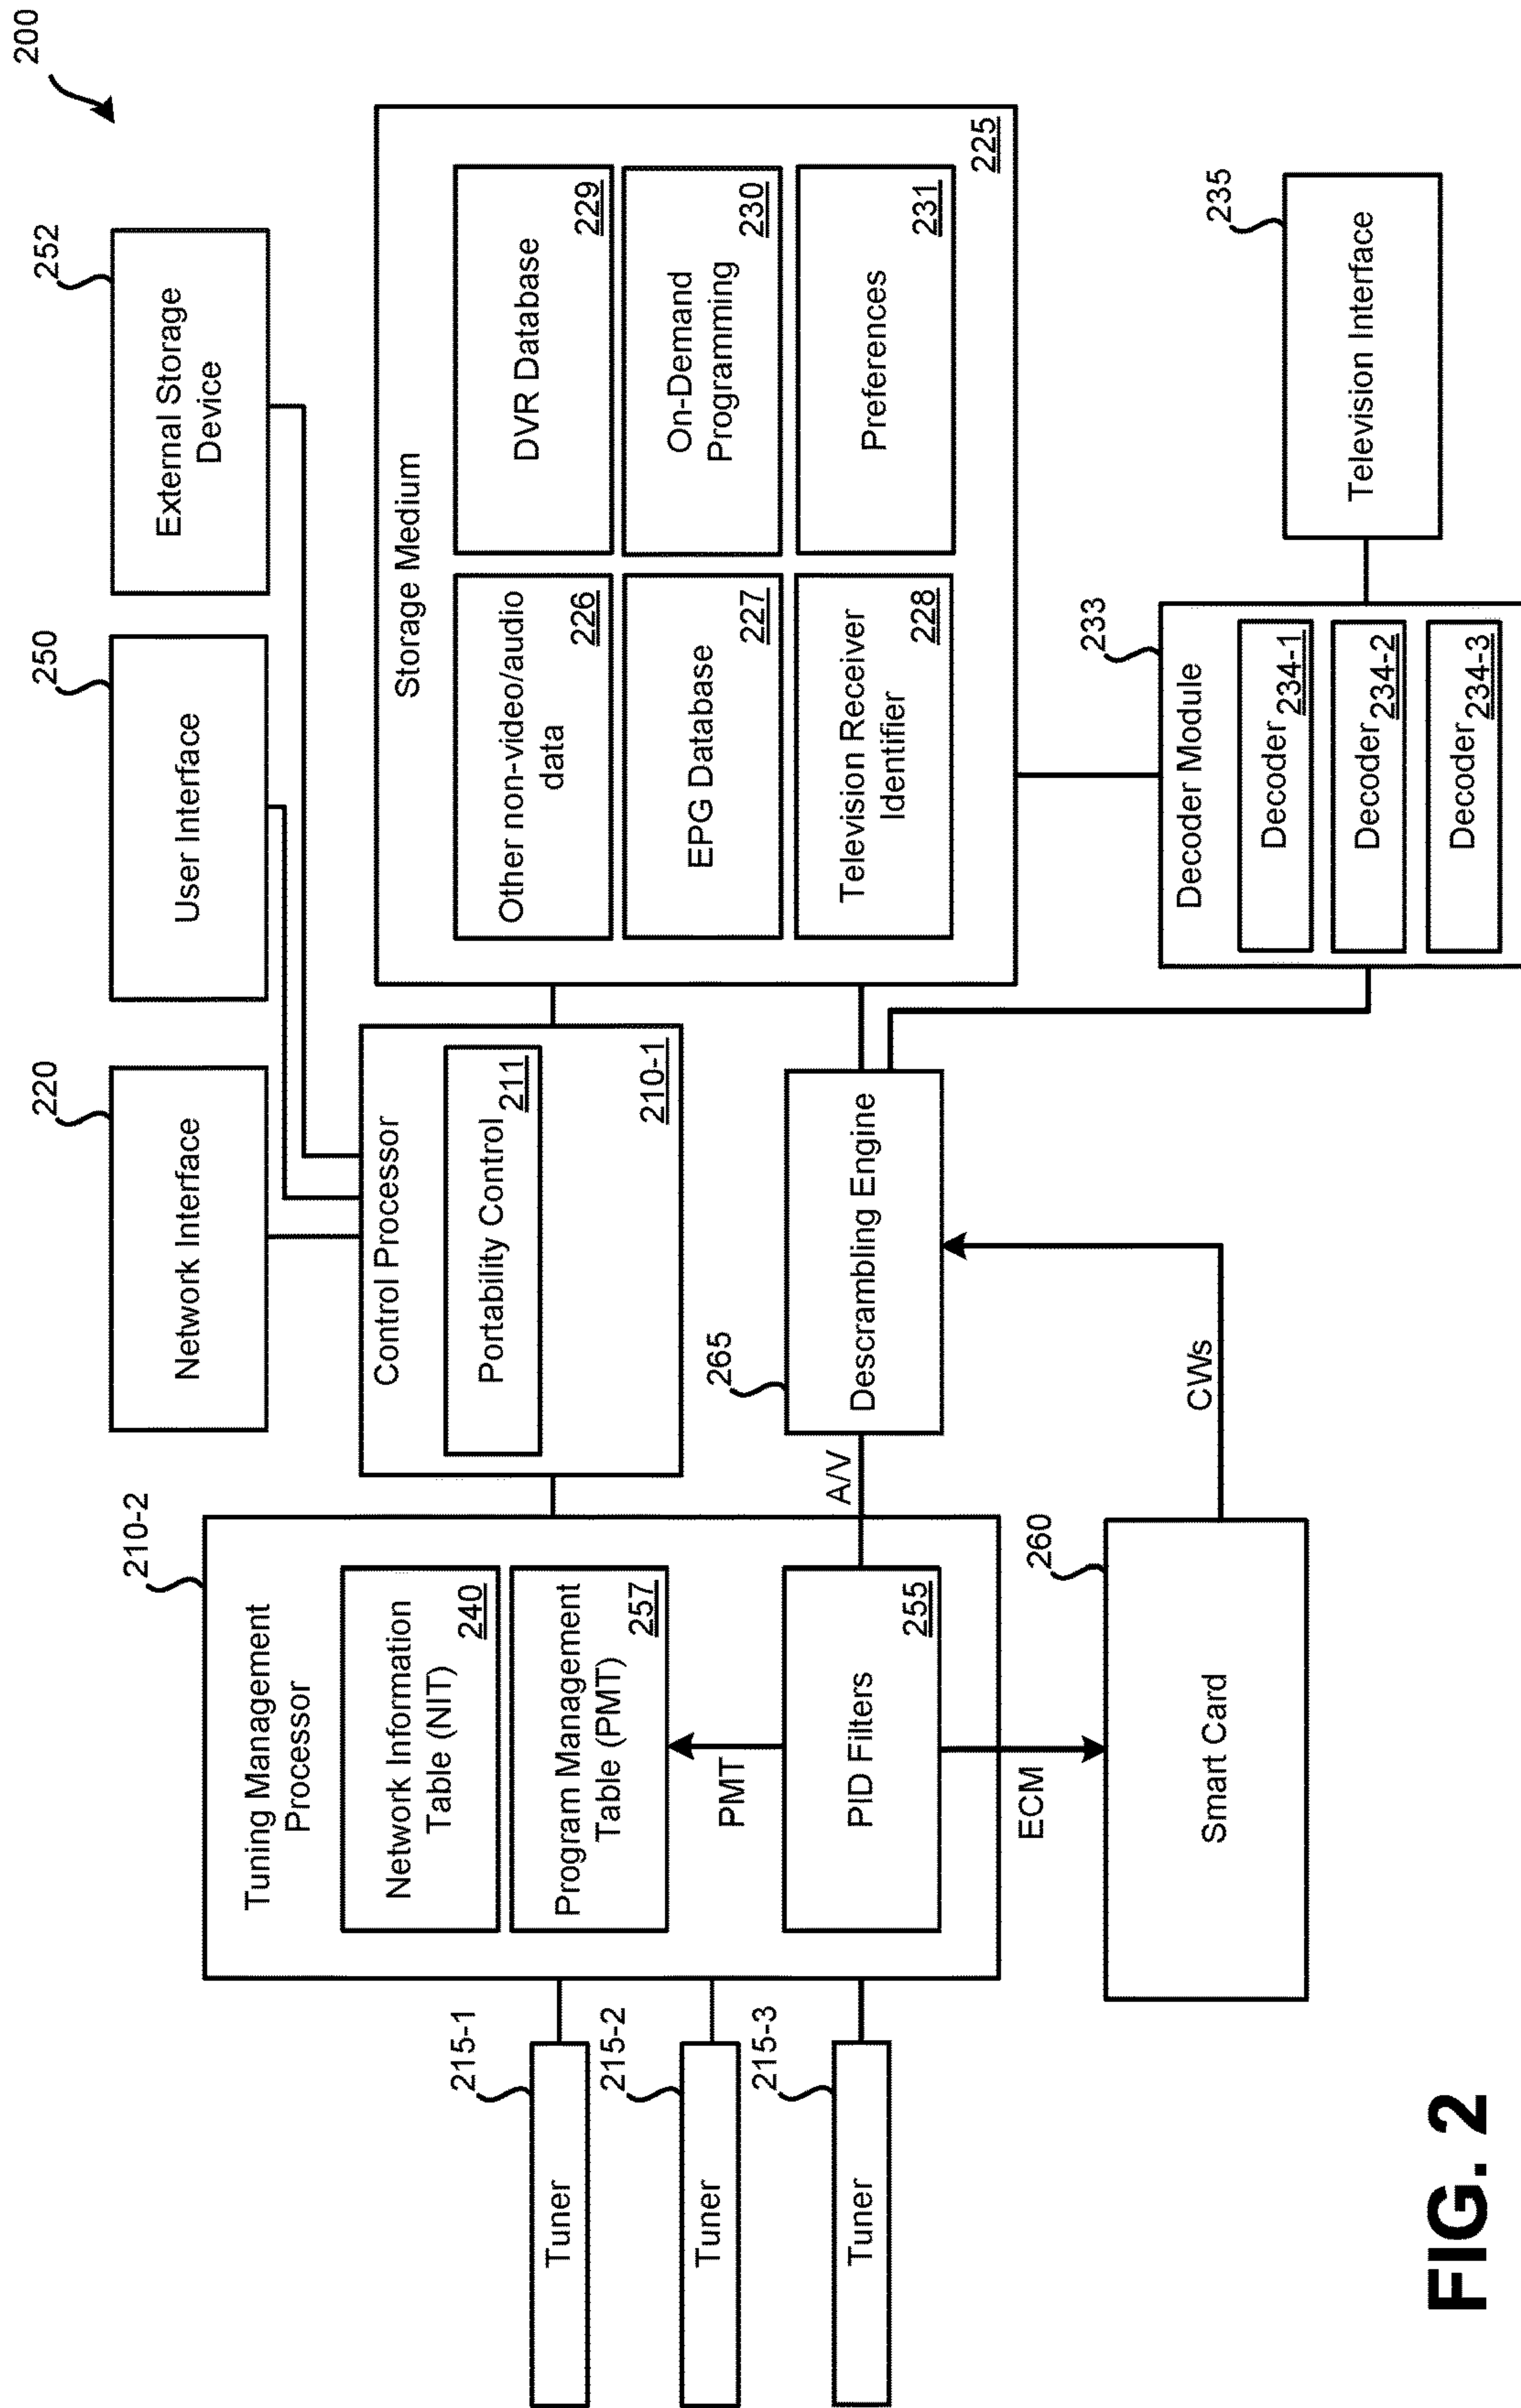 200
220
250
252
Network Interface
User Interface
External Storage
Device
210-2
Tuning Management
Processor
Network Information
Table (NIT)
240
Program Management
Table (PMT)
257
PMT
PID Filters
255
Control Processor
Portability Control
211
210-1
Storage Medium
Other non-video/audio
data
226
DVR Database
229
EPG Database
227
On-Demand
Programming
230
Television Receiver
Identifier
228
Preferences
231
225
215-1
Tuner
215-2
Tuner
215-3
Tuner
A/V
265
Descrambling Engine
ECM
260
Smart Card
CWs
233
Decoder Module
Decoder
234-1
Decoder
234-2
Decoder
234-3
235
Television Interface
FIG. 2